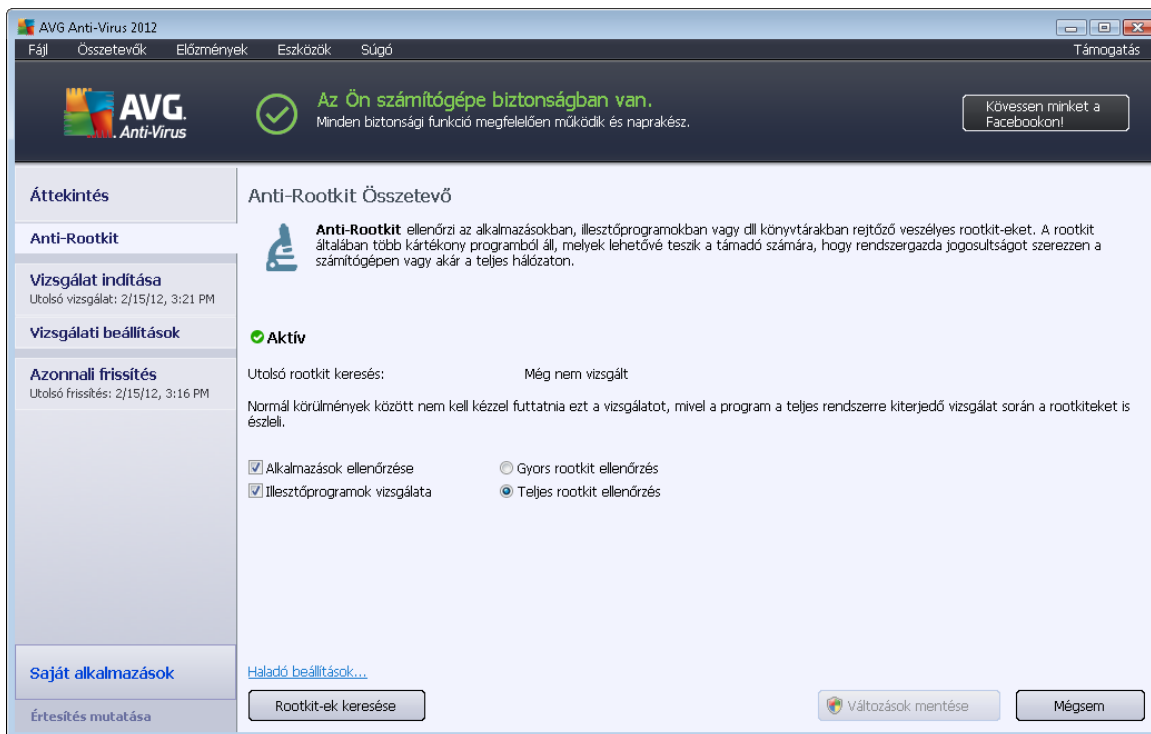 AVG Anti-Virus 2012
Fájl Összetevők Előzmények Eszközök Súgó Támogatás
AVG.
Anti-Virus
Az Ön számítógépe biztonságban van.
Minden biztonsági funkció megfelelően működik és naprakész.
Kövessen minket a
Facebookon!
Áttekintés
Anti-Rootkit
Vizsgálat indítása
Utolsó vizsgálat: 2/15/12, 3:21 PM
Vizsgálati beállítások
Azonnali frissítés
Utolsó frissítés: 2/15/12, 3:16 PM
Saját alkalmazások
Értesítés mutatása
Anti-Rootkit Összetevő
Anti-Rootkit ellenőrzi az alkalmazásokban, illesztőprogramokban vagy dll könyvtárakban rejtőző veszélyes rootkit-eket. A rootkit
általában több kártékony programból áll, melyek lehetővé teszik a támadó számára, hogy rendszergazda jogosultságot szerezzen a
számítógépen vagy akár a teljes hálózaton.
Aktív
Utolsó rootkit keresés: Még nem vizsgált
Normál körülmények között nem kell kézzel futtatnia ezt a vizsgálatot, mivel a program a teljes rendszerre kiterjedő vizsgálat során a rootkiteket is
észleli.
Alkalmazások ellenőrzése Gyors rootkit ellenőrzés
Illesztőprogramok vizsgálata Teljes rootkit ellenőrzés
Haladó beállítások...
Rootkit-ek keresése Változások mentése Mégsem